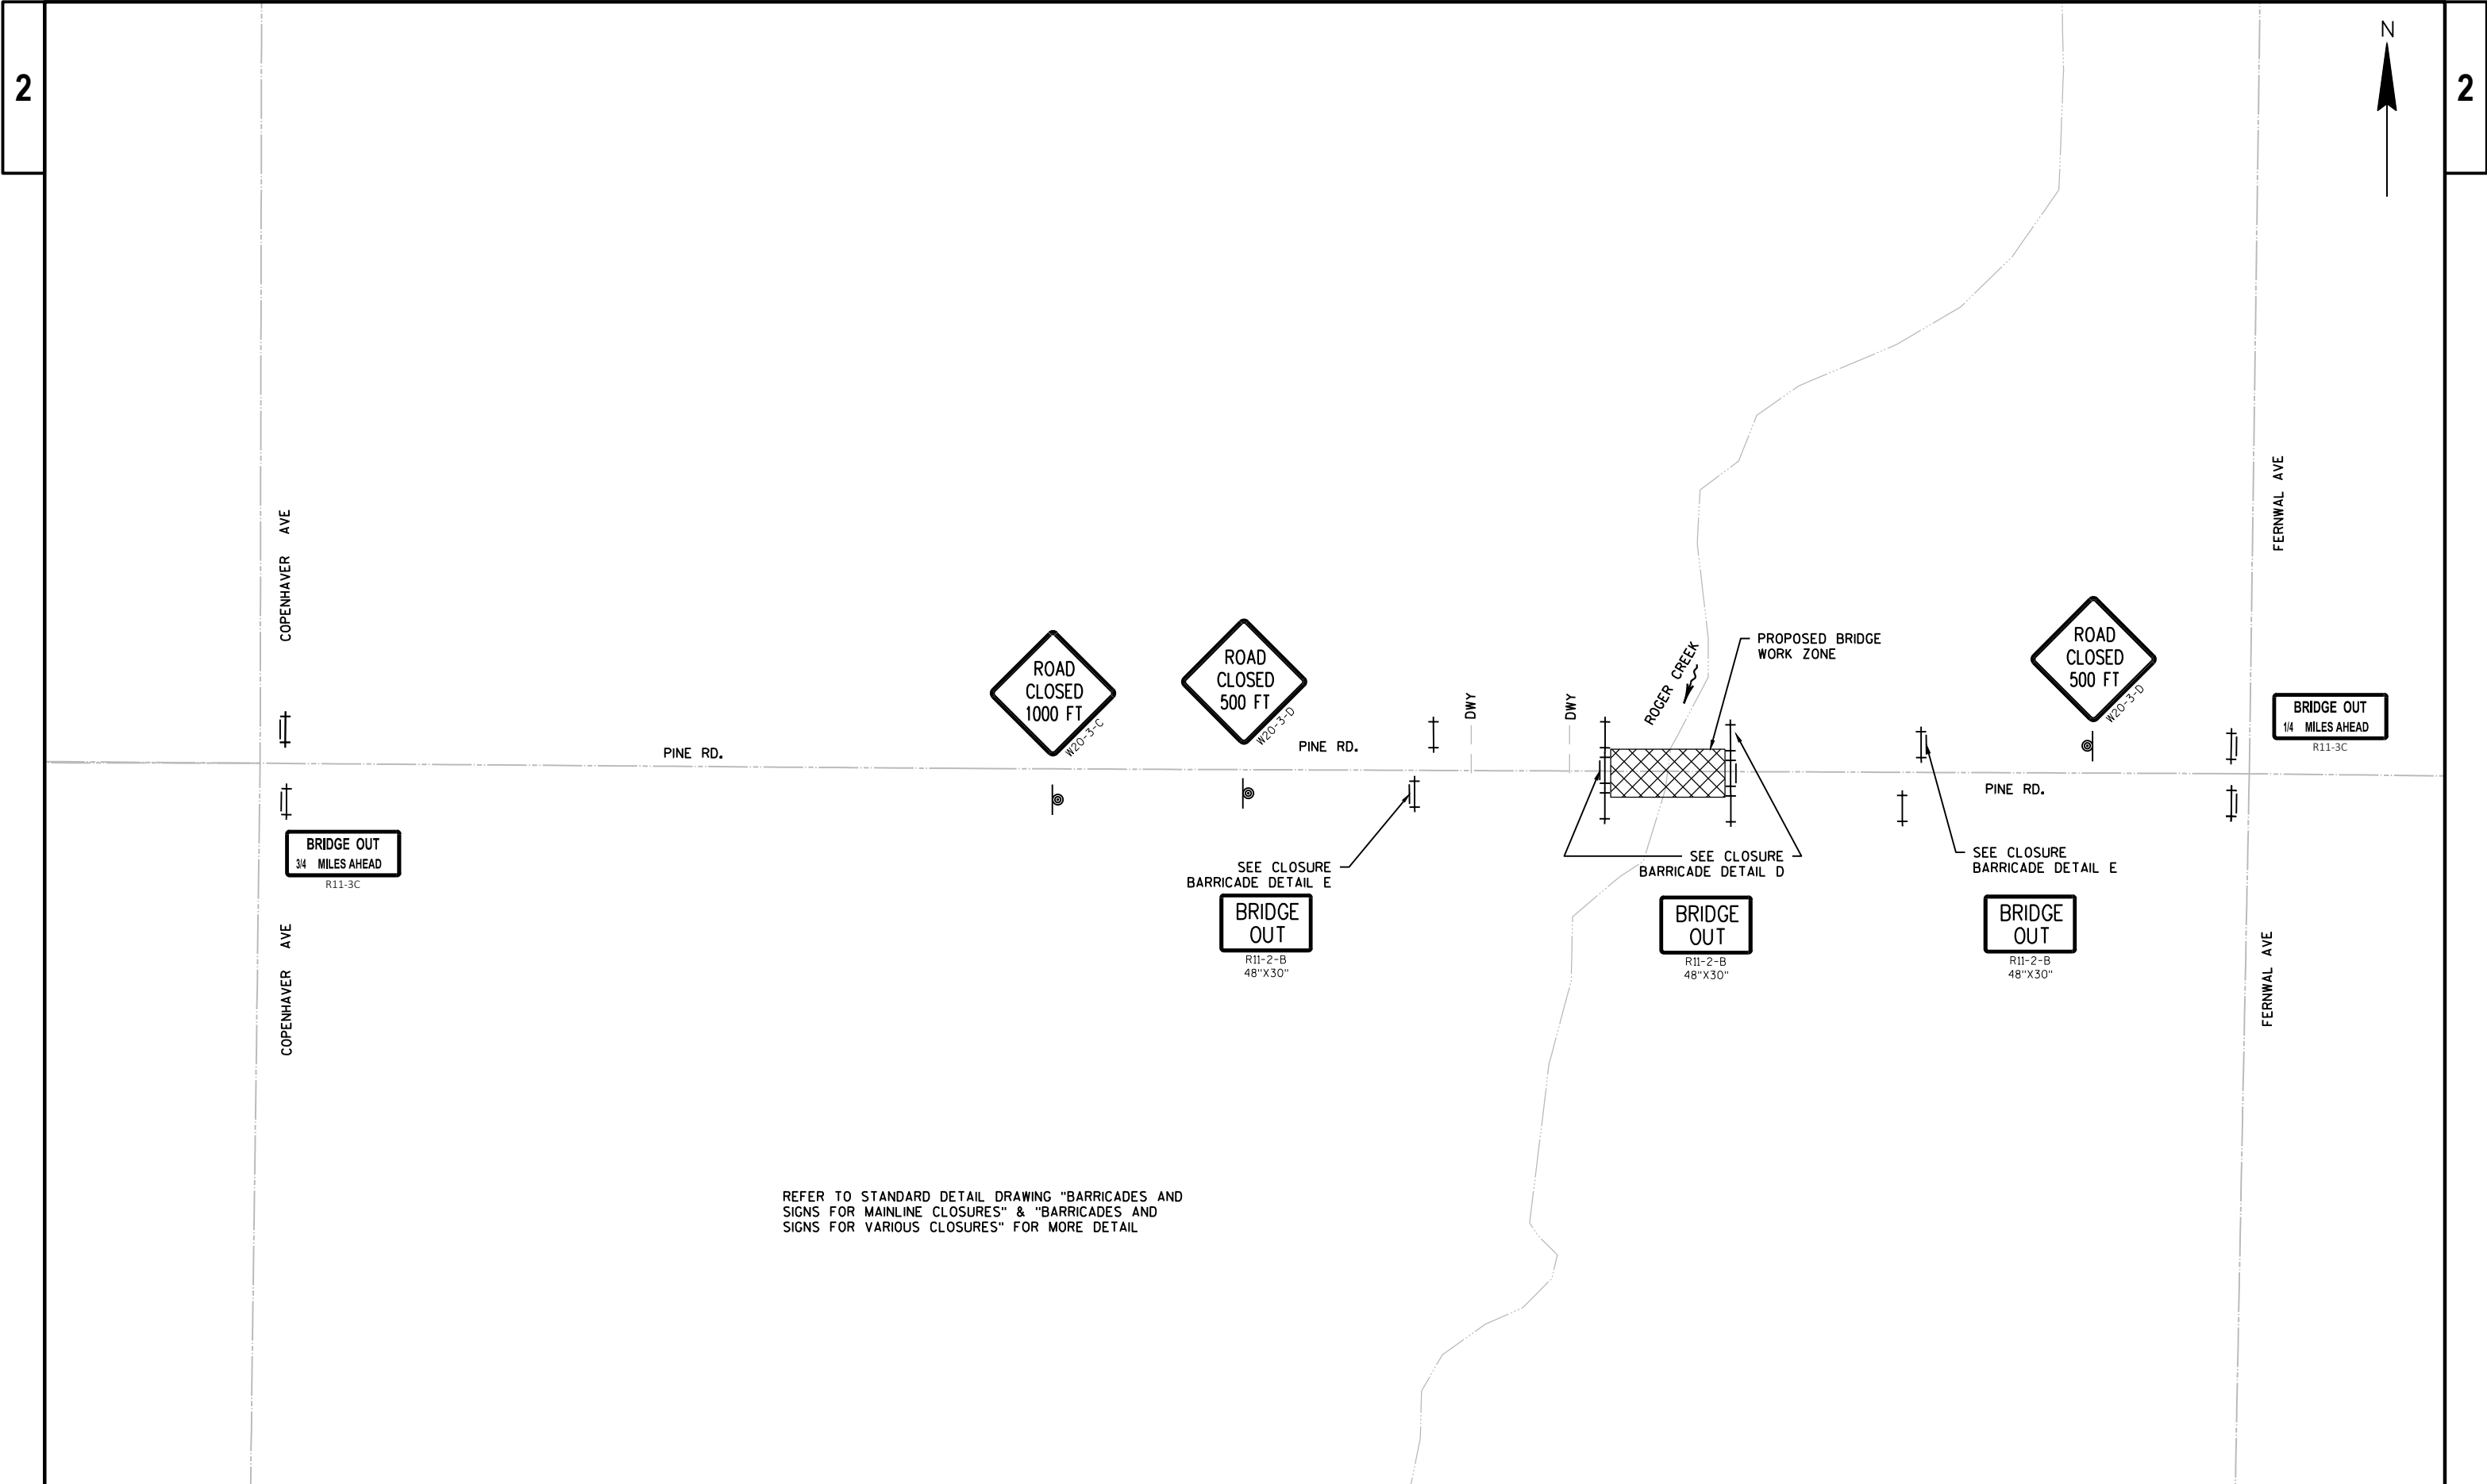 2
2
N
COPENHAVER AVE
FERNWAL AVE
ROAD
CLOSED
1000 FT
W20-3-C
ROAD
CLOSED
500 FT
W20-3-D
PINE RD.
PINE RD.
DWY
DWY
ROGER CREEK
PROPOSED BRIDGE
WORK ZONE
ROAD
CLOSED
500 FT
W20-3-D
BRIDGE OUT
1/4 MILES AHEAD
R11-3C
PINE RD.
BRIDGE OUT
3/4 MILES AHEAD
R11-3C
SEE CLOSURE
BARRICADE DETAIL E
BRIDGE
OUT
R11-2-B
48"X30"
SEE CLOSURE
BARRICADE DETAIL D
BRIDGE
OUT
R11-2-B
48"X30"
SEE CLOSURE
BARRICADE DETAIL E
BRIDGE
OUT
R11-2-B
48"X30"
COPENHAVER AVE
FERNWAL AVE
REFER TO STANDARD DETAIL DRAWING "BARRICADES AND
SIGNS FOR MAINLINE CLOSURES" & "BARRICADES AND
SIGNS FOR VARIOUS CLOSURES" FOR MORE DETAIL